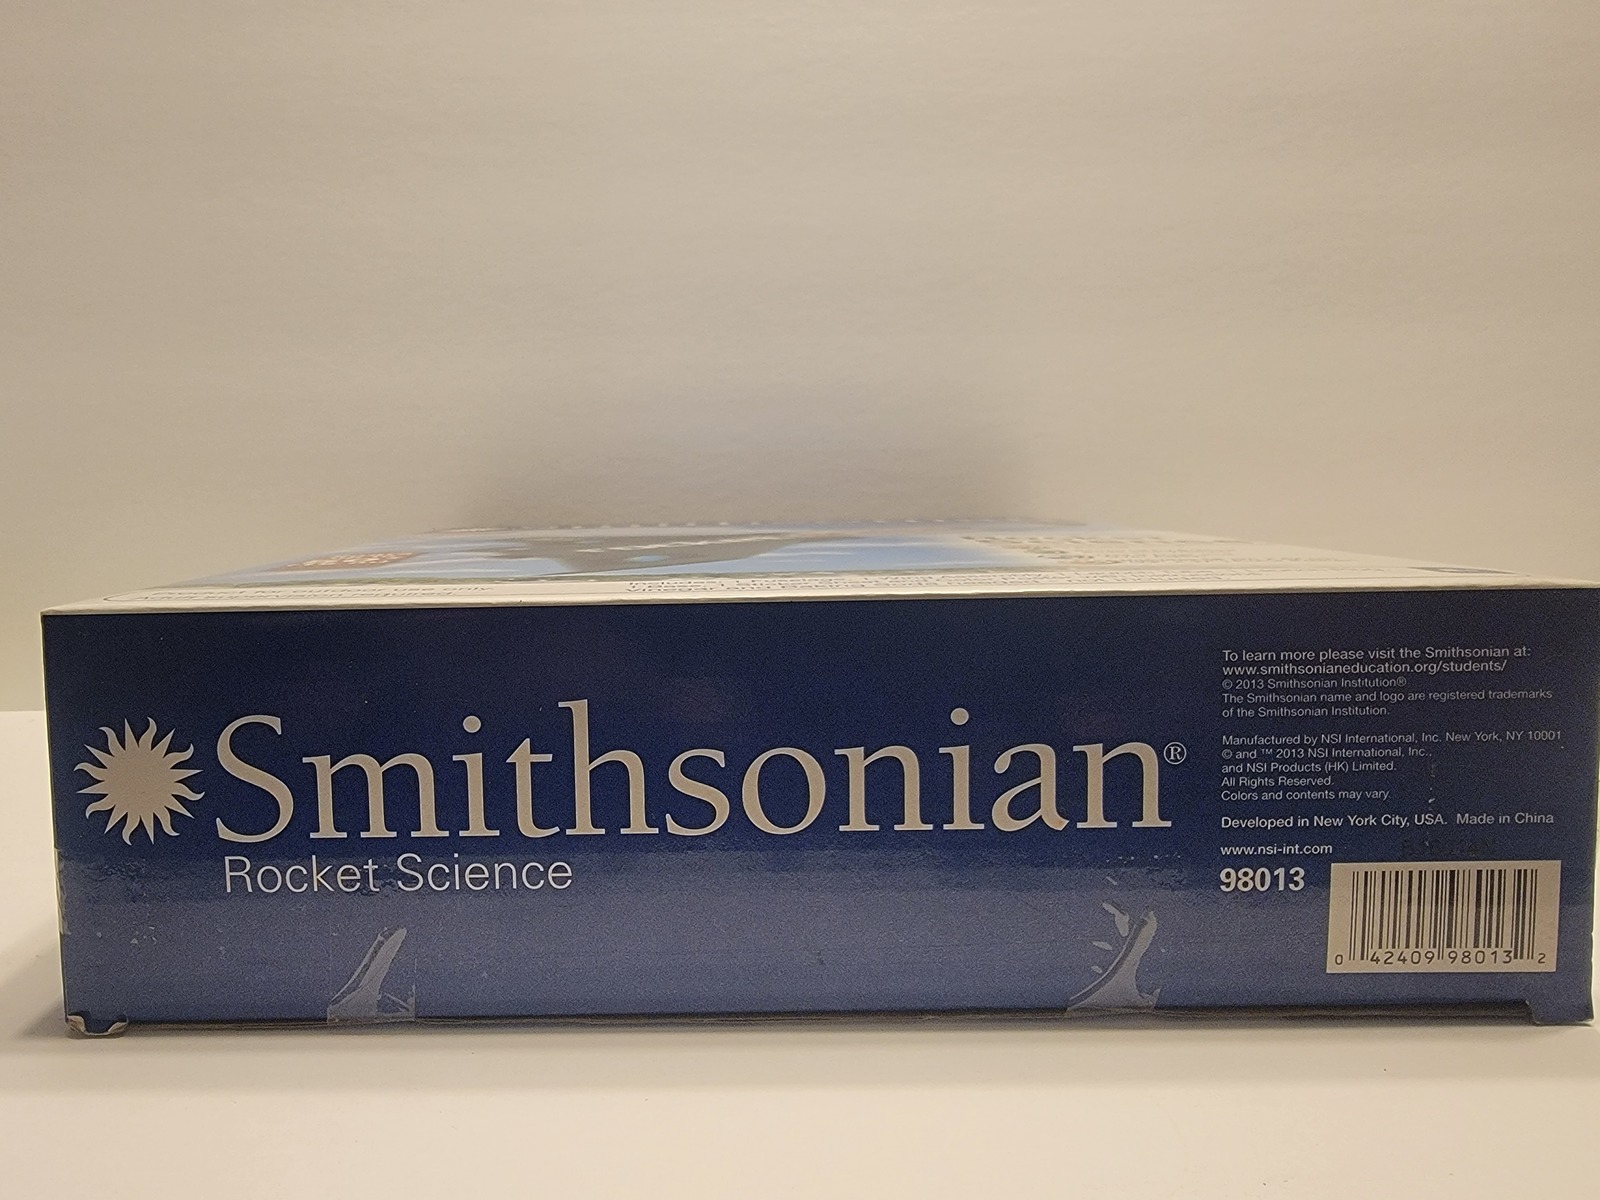 Smithsonian®
Rocket Science
To learn more please visit the Smithsonian at:
www.smithsonianeducation.org/students/
© 2013 Smithsonian Institution®
The Smithsonian name and logo are registered trademarks
of the Smithsonian Institution.
Manufactured by NSI International, Inc. New York, NY 10001
© and ™ 2013 NSI International, Inc.,
and NSI Products (HK) Limited.
All Rights Reserved.
Colors and contents may vary.
Developed in New York City, USA. Made in China
www.nsi-int.com
98013
0 42409 98013 2